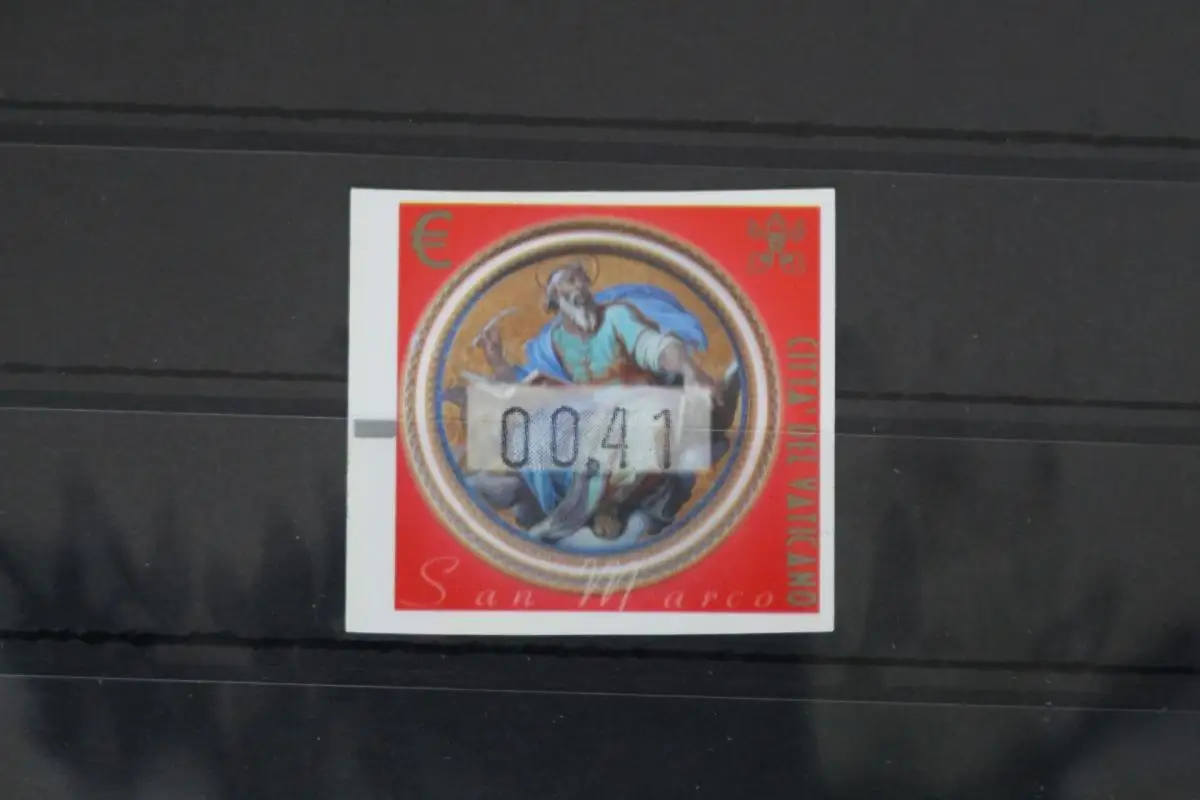 €
00,41
CITTA' DEL VATICANO
San Marco